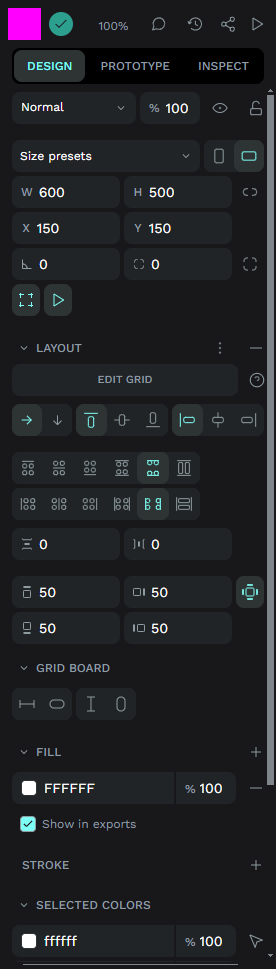 100%
DESIGN PROTOTYPE INSPECT
Normal % 100
Size presets
W 600 H 500
X 150 Y 150
0 0
LAYOUT
EDIT GRID
0 0
50 50
50 50
GRID BOARD
FILL
FFFFFF % 100
Show in exports
STROKE
SELECTED COLORS
ffffff % 100